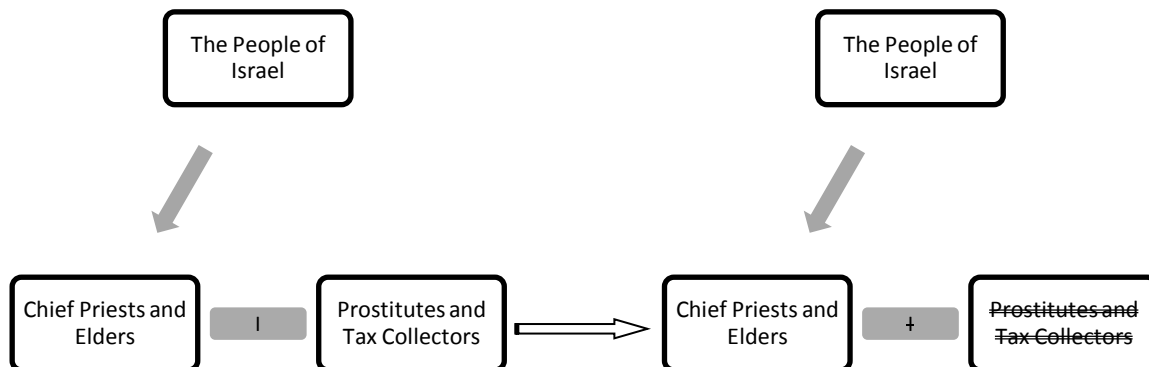 The People of
Israel
The People of
Israel
Chief Priests and
Elders
I
Prostitutes and
Tax Collectors
Chief Priests and
Elders
I
Prostitutes and
Tax Collectors